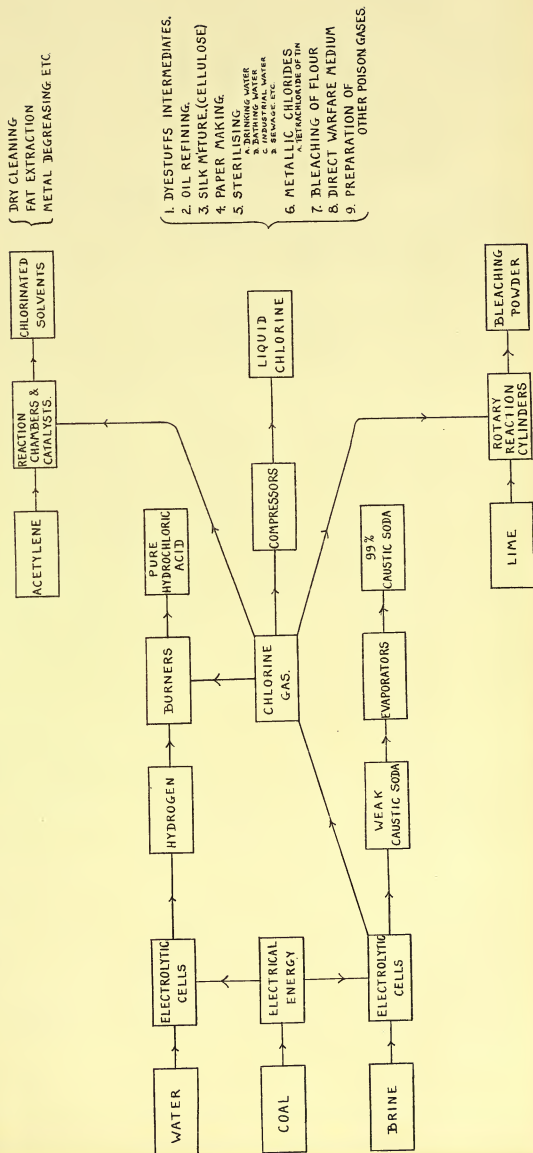 DRY CLEANING
FAT EXTRACTION
METAL DEGREASING ETC
ACETYLENE
REACTION
CHAMBERS &
CATALYSTS.
CHLORINATED
SOLVENTS
1. DYESTUFFS INTERMEDIATES.
2. OIL REFINING.
3. SILK M'FTURE.(CELLULOSE)
4. PAPER MAKING.
5. STERILISING
A. DRINKING WATER
B. BATHING WATER
C. INDUSTRIAL WATER
D. SEWAGE. ETC.
6. METALLIC CHLORIDES
A. TETRACHLORIDE OF TIN
7. BLEACHING OF FLOUR
8. DIRECT WARFARE MEDIUM
9. PREPARATION OF
OTHER POISON GASES.
WATER
ELECTROLYTIC
CELLS
HYDROGEN
BURNERS
PURE
HYDROCHLORIC
ACID
COAL
ELECTRICAL
ENERGY
CHLORINE
GAS.
COMPRESSORS
LIQUID
CHLORINE
BRINE
ELECTROLYTIC
CELLS
WEAK
CAUSTIC SODA
EVAPORATORS
99%
CAUSTIC SODA
LIME
ROTARY
REACTION
CYLINDERS
BLEACHING
POWDER